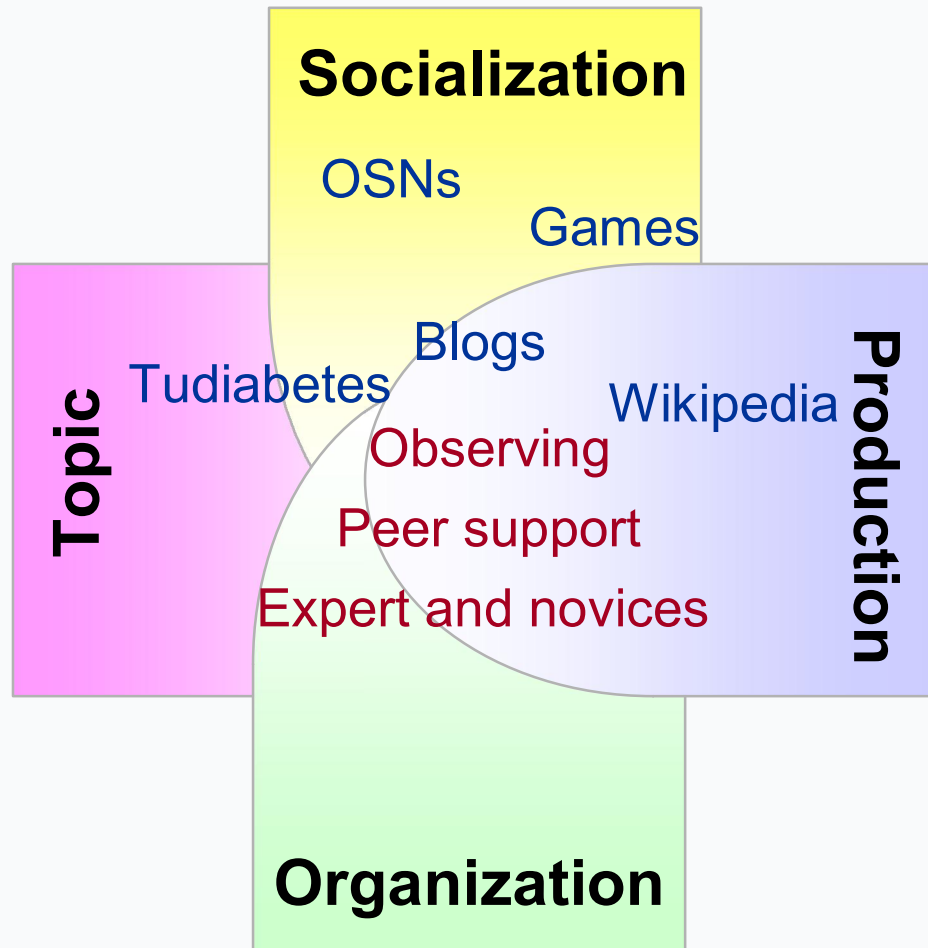 Socialization
OSNs
Games
Blogs
Tudiabetes
Wikipedia
Topic
Production
Observing
Peer support
Expert and novices
Organization